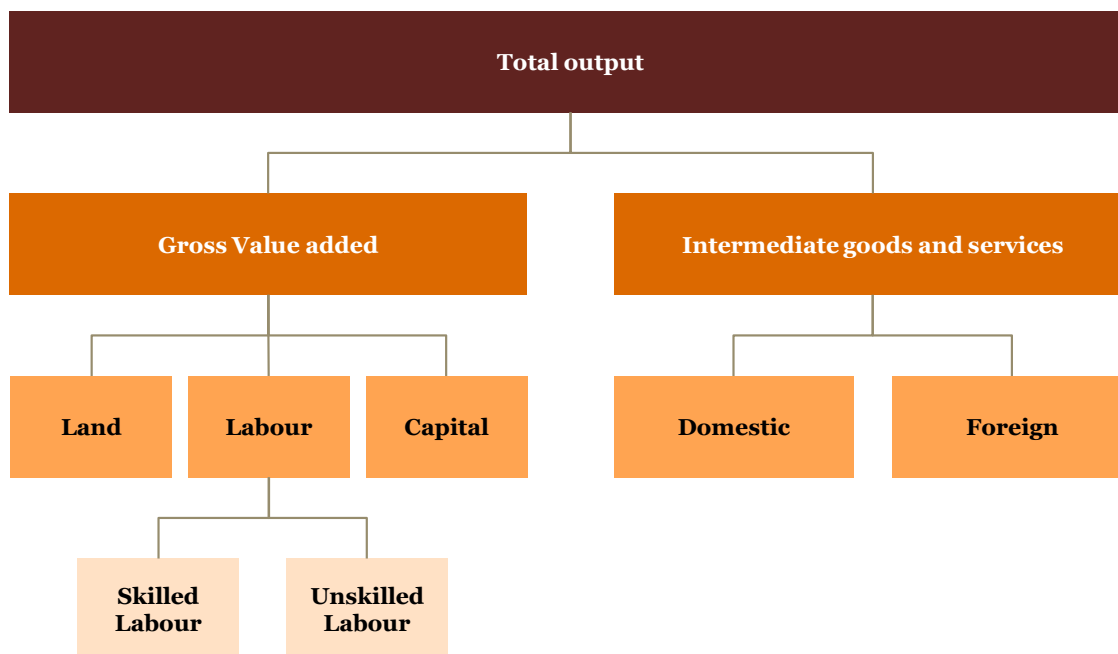 Total output
Gross Value added
Intermediate goods and services
Land
Labour
Capital
Domestic
Foreign
Skilled
Labour
Unskilled
Labour